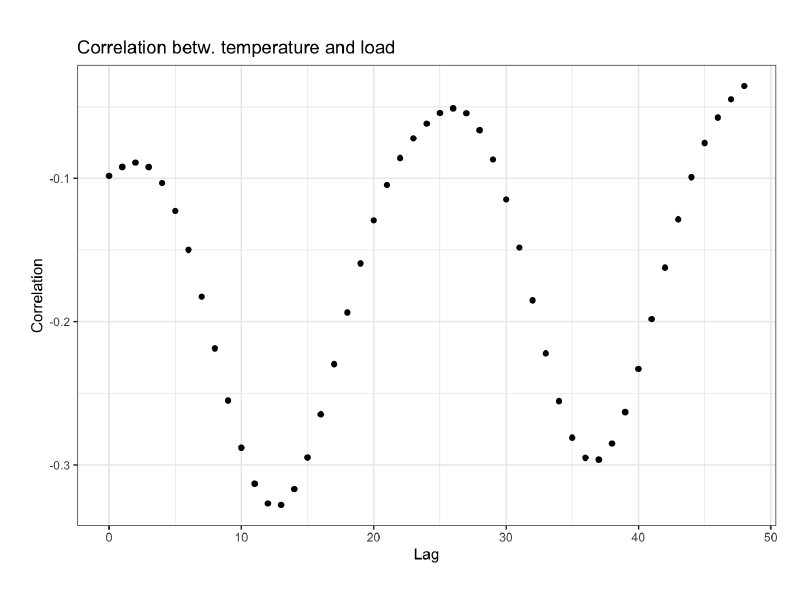 Correlation betw. temperature and load
-0.1
-0.2
-0.3
Correlation
0 10 20 30 40 50
Lag